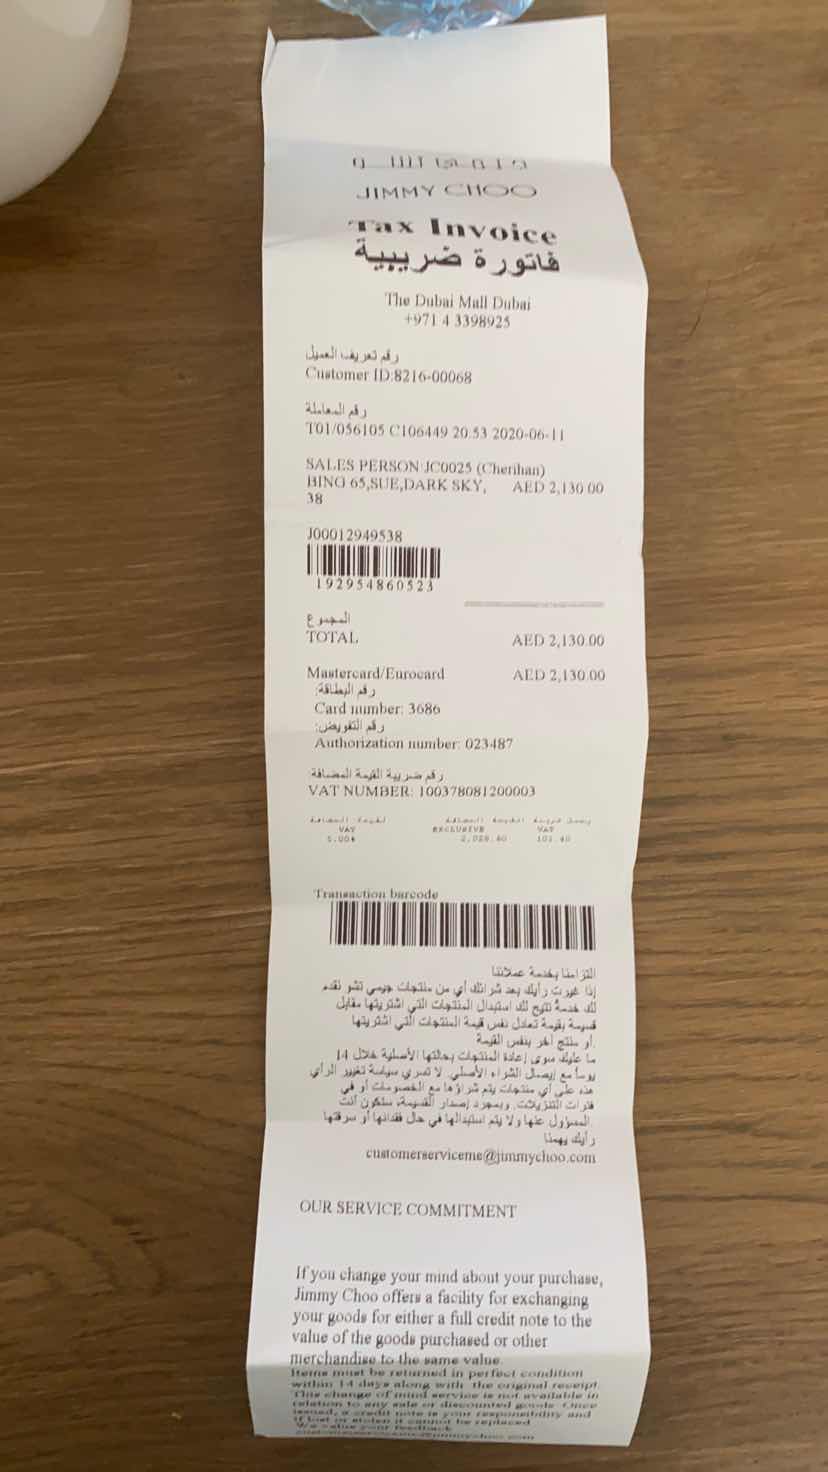 جيمي تشو
JIMMY CHOO
Tax Invoice
فاتورة ضريبية
The Dubai Mall Dubai
+971 4 3398925
رقم تعريف العميل
Customer ID:8216-00068
رقم المعاملة
T01/056105 C106449 20:53 2020-06-11
SALES PERSON JC0025 (Cherihan)
BING 65,SUE,DARK SKY, AED 2,130.00
38
J00012949538
192954860523
المجموع
TOTAL AED 2,130.00
Mastercard/Eurocard AED 2,130.00
رقم البطاقة:
Card number: 3686
رقم التفويض:
Authorization number: 023487
رقم ضريبة القيمة المضافة
VAT NUMBER: 100378081200003
VAT EXCLUSIVE VAT
5.00% 2,028.60 101.40
Transaction barcode
التزامنا بخدمة عملائنا
إذا غيرت رأيك بعد شرائك أي من منتجات جيمي تشو نقدم
لك خدمة تتيح لك استبدال المنتجات التي اشتريتها مقابل
قسيمة بقيمة تعادل نفس قيمة المنتجات التي اشتريتها
أو منتج آخر بنفس القيمة.
ما عليك سوى إعادة المنتجات بحالتها الأصلية خلال 14
يوماً مع إيصال الشراء الأصلي. لا تسري سياسة تغيير الرأي
هذه على أي منتجات يتم شراؤها مع الخصومات أو في
فترات التنزيلات. وبمجرد إصدار القسيمة، ستكون أنت
المسؤول عنها ولا يتم استبدالها في حال فقدانها أو سرقتها.
رأيك يهمنا
customerserviceme@jimmychoo.com
OUR SERVICE COMMITMENT
If you change your mind about your purchase,
Jimmy Choo offers a facility for exchanging
your goods for either a full credit note to the
value of the goods purchased or other
merchandise to the same value.
Items must be returned in perfect condition
within 14 days along with the original receipt
This change of mind service is not available in
relation to any sale or discounted goods. Once
issued, a credit note is your responsibility and
if lost or stolen it cannot be replaced
We value your feedback
customerserviceme@jimmychoo.com